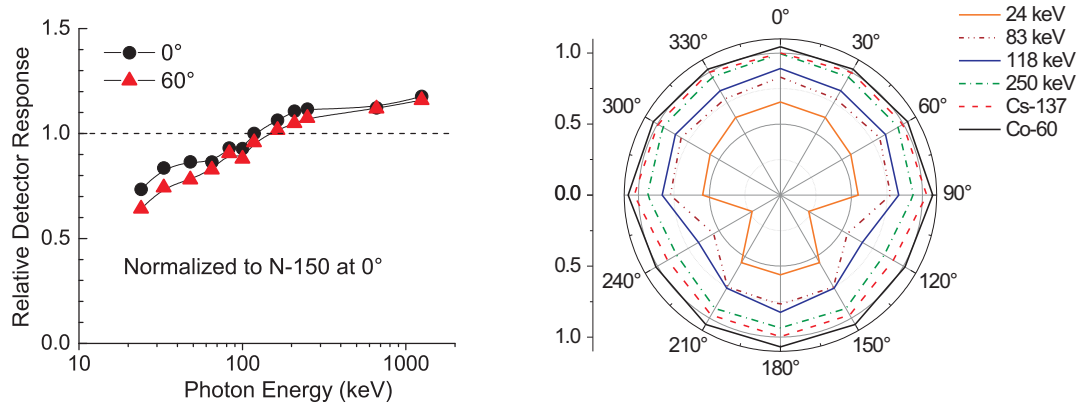 1.5
1.0
0.5
0.0
Relative Detector Response
0°
60°
Normalized to N-150 at 0°
10
100
1000
Photon Energy (keV)
1.0
0.5
0.0
0.5
1.0
0°
30°
60°
90°
120°
150°
180°
210°
240°
300°
330°
24 keV
83 keV
118 keV
250 keV
Cs-137
Co-60